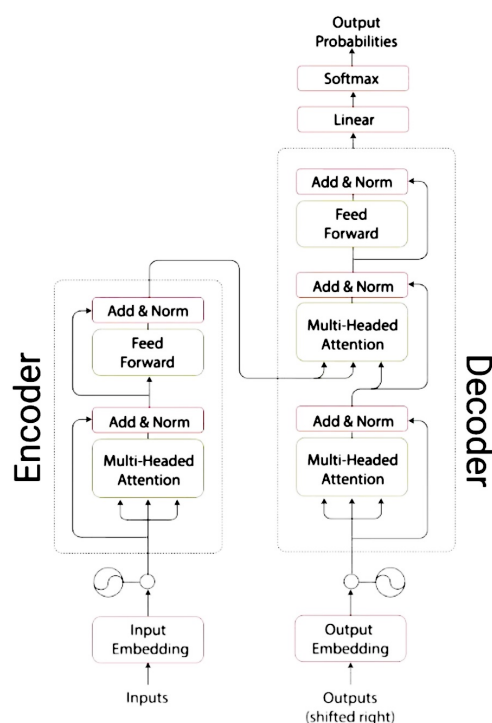 Output
Probabilities
Softmax
Linear
Add & Norm
Feed
Forward
Add & Norm
Multi-Headed
Attention
Add & Norm
Multi-Headed
Attention
Decoder
Output
Embedding
Outputs
(shifted right)
Encoder
Add & Norm
Feed
Forward
Add & Norm
Multi-Headed
Attention
Input
Embedding
Inputs